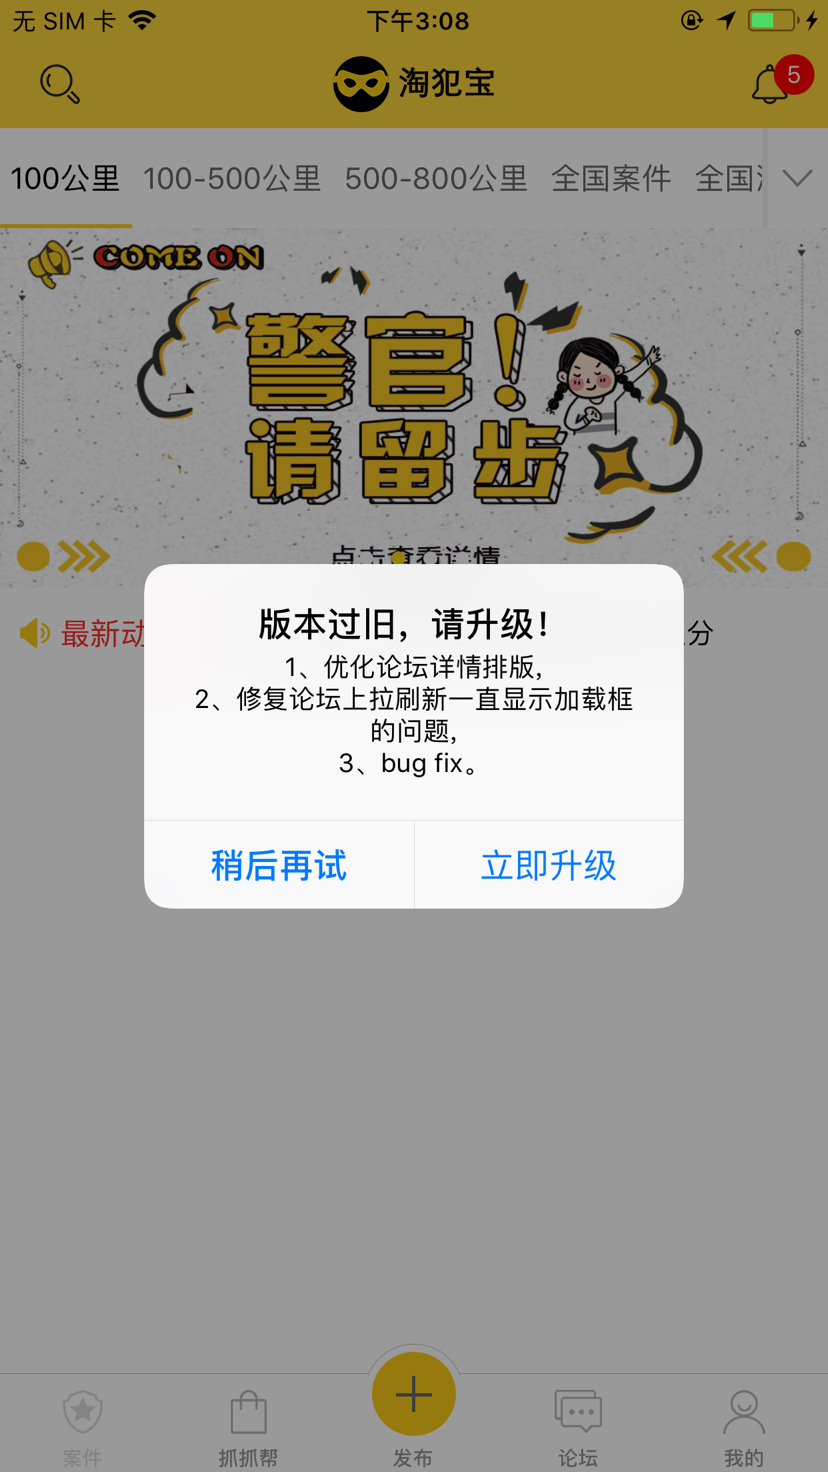 无 SIM 卡
下午3:08
淘犯宝
5
100公里
100-500公里
500-800公里
全国案件
全国
COME ON
警官!
请留步
点击查看详情
最新动
分
版本过旧，请升级！
1、优化论坛详情排版,
2、修复论坛上拉刷新一直显示加载框
的问题,
3、bug fix。
稍后再试
立即升级
案件
抓抓帮
发布
论坛
我的